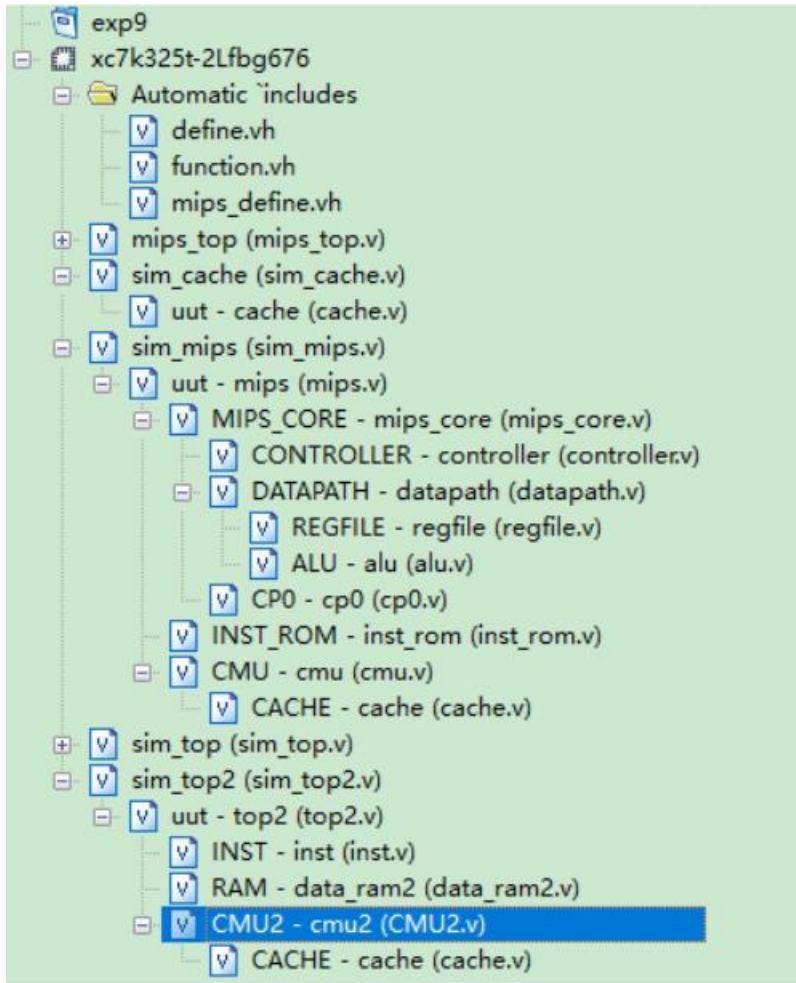 exp9
xc7k325t-2Lfbg676
Automatic `includes
define.vh
function.vh
mips_define.vh
mips_top (mips_top.v)
sim_cache (sim_cache.v)
uut - cache (cache.v)
sim_mips (sim_mips.v)
uut - mips (mips.v)
MIPS_CORE - mips_core (mips_core.v)
CONTROLLER - controller (controller.v)
DATAPATH - datapath (datapath.v)
REGFILE - regfile (regfile.v)
ALU - alu (alu.v)
CP0 - cp0 (cp0.v)
INST_ROM - inst_rom (inst_rom.v)
CMU - cmu (cmu.v)
CACHE - cache (cache.v)
sim_top (sim_top.v)
sim_top2 (sim_top2.v)
uut - top2 (top2.v)
INST - inst (inst.v)
RAM - data_ram2 (data_ram2.v)
CMU2 - cmu2 (CMU2.v)
CACHE - cache (cache.v)